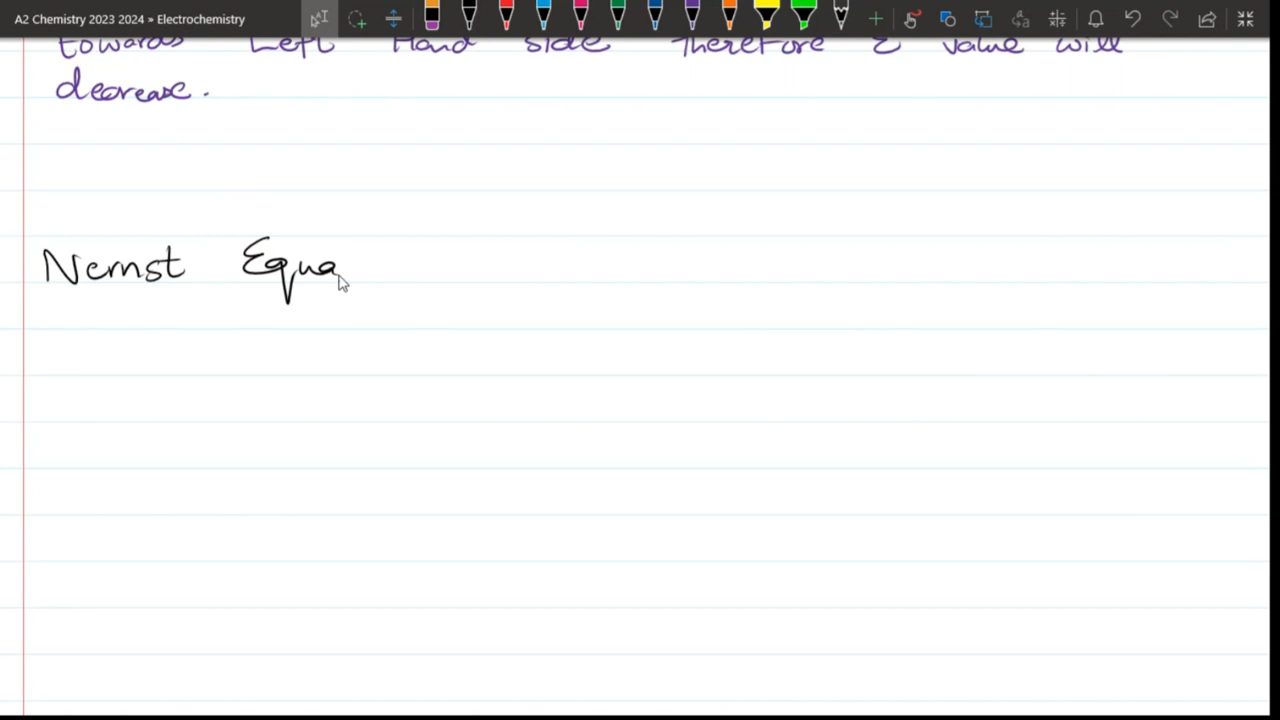 A2 Chemistry 2023 2024 » Electrochemistry
towards Left Hand side therefore E value will
decrease.
Nernst Equa